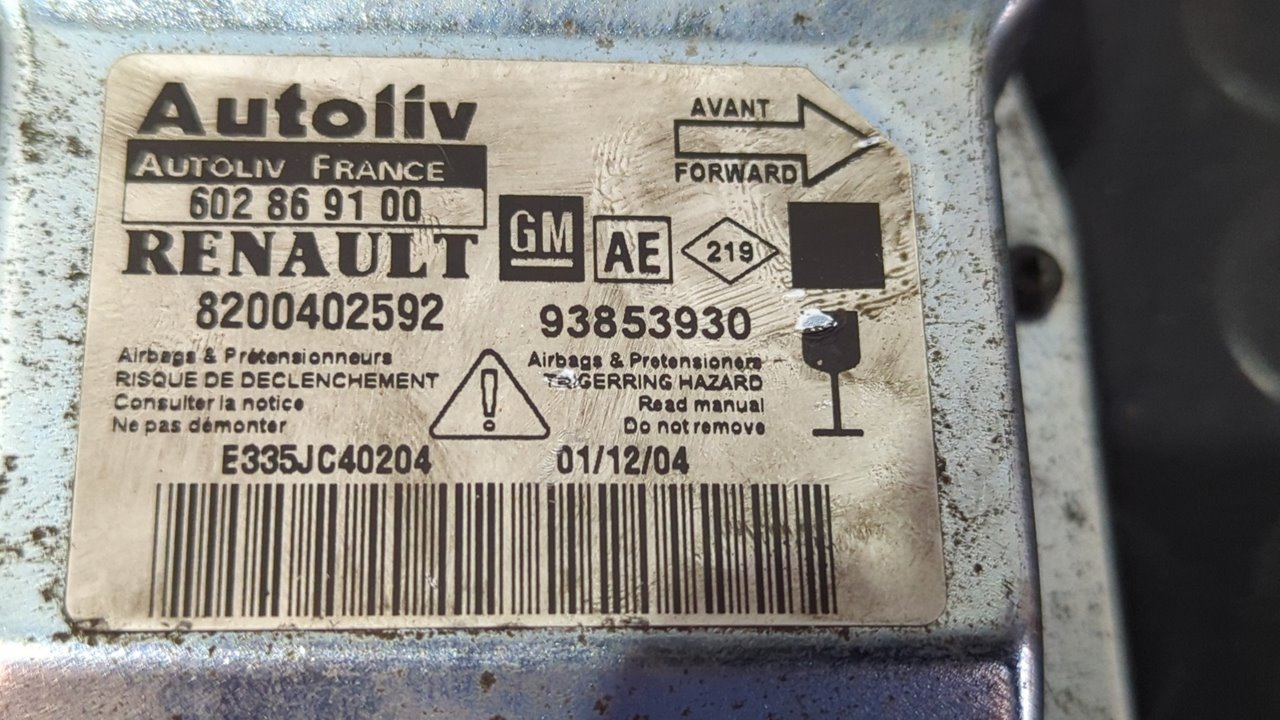 Autoliv
AUTOLIV FRANCE
602 86 91 00
RENAULT
8200402592
AVANT
FORWARD
GM
AE
219
93853930
Airbags & Prétensionneurs
RISQUE DE DECLENCHEMENT
Consulter la notice
Ne pas démonter
Airbags & Pretensioners
TRIGERRING HAZARD
Read manual
Do not remove
E335JC40204
01/12/04